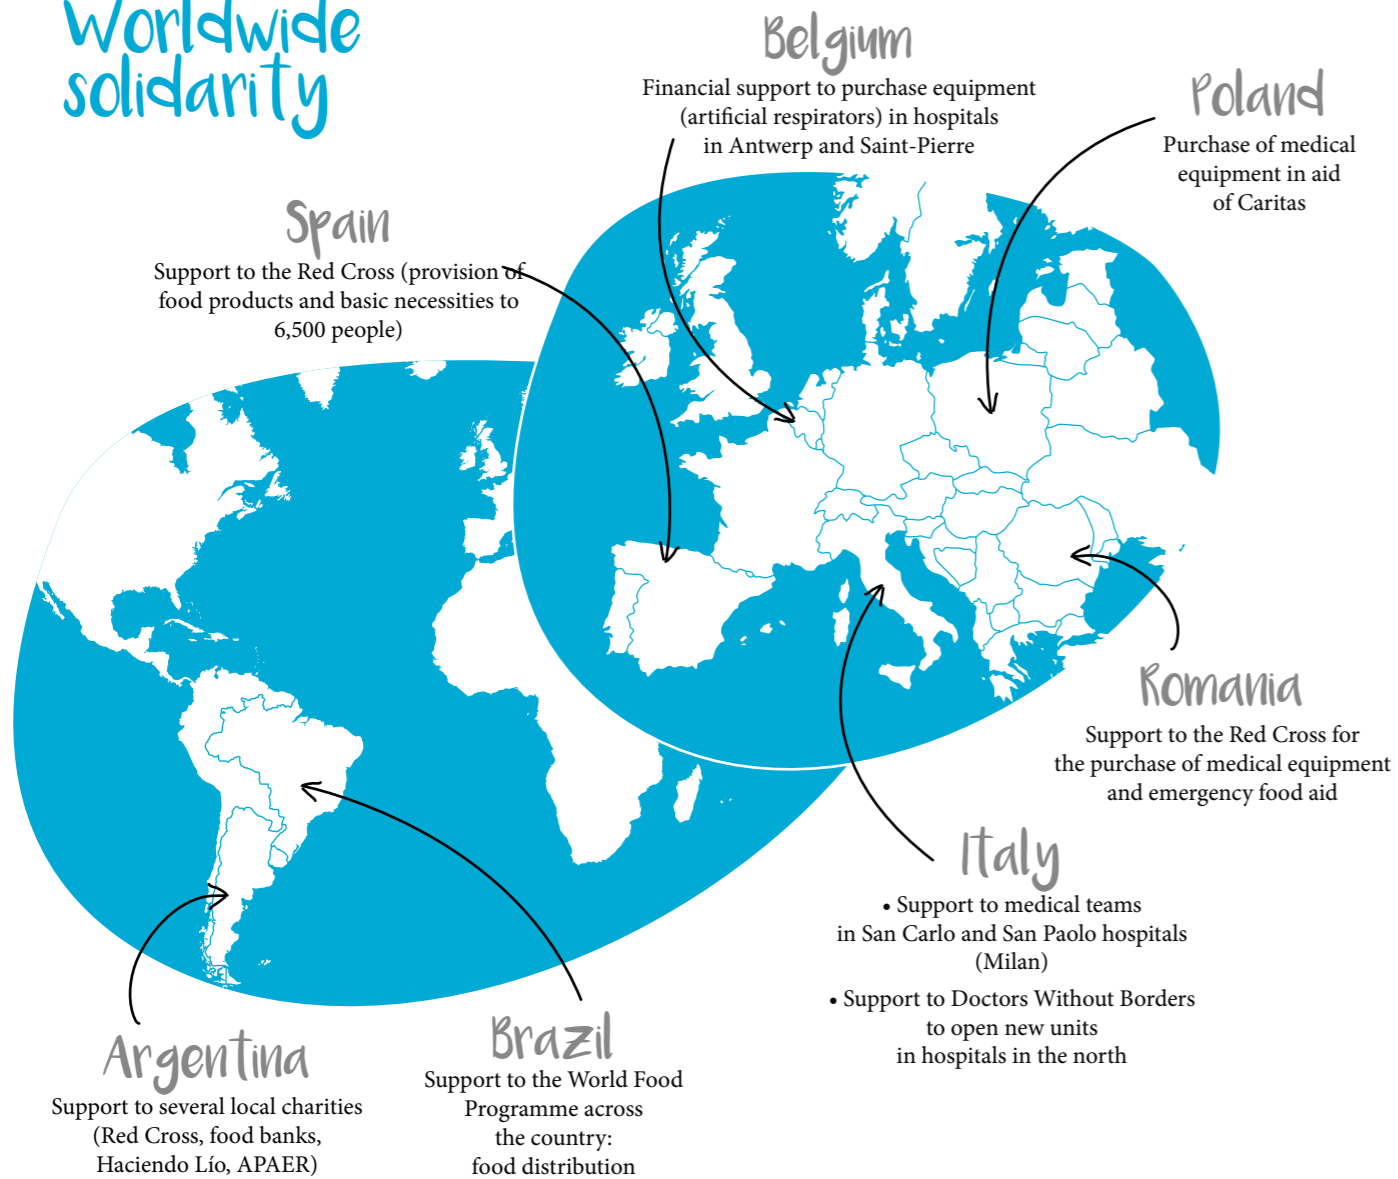 Worldwide
solidarity
Belgium
Financial support to purchase equipment
(artificial respirators) in hospitals
in Antwerp and Saint-Pierre
Poland
Purchase of medical
equipment in aid
of Caritas
Spain
Support to the Red Cross (provision of
food products and basic necessities to
6,500 people)
Romania
Support to the Red Cross for
the purchase of medical equipment
and emergency food aid
Italy
• Support to medical teams
in San Carlo and San Paolo hospitals
(Milan)
• Support to Doctors Without Borders
to open new units
in hospitals in the north
Argentina
Support to several local charities
(Red Cross, food banks,
Haciendo Lío, APAER)
Brazil
Support to the World Food
Programme across
the country:
food distribution